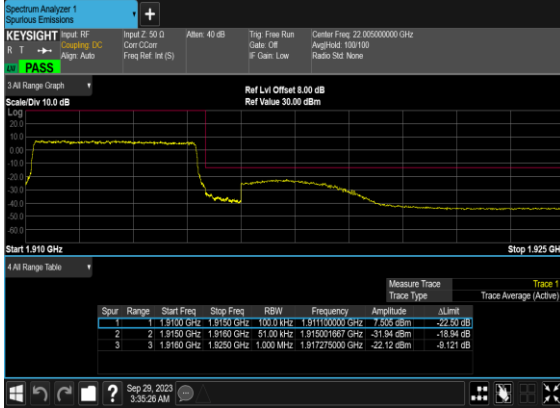 Spectrum Analyzer 1
Spurious Emissions
KEYSIGHT Input: RF Input Z: 50 Ω Atten: 40 dB Trig: Free Run Center Freq: 22.005000000 GHz
R T Coupling: DC Corr CCorr Gate: Off Avg|Hold: 100/100
Align: Auto Freq Ref: Int (S) IF Gain: Low Radio Std: None
PASS
3 All Range Graph
Ref Lvl Offset 8.00 dB
Scale/Div 10.0 dB Ref Value 30.00 dBm
Log
20.0
10.0
0.00
-10.0
-20.0
-30.0
-40.0
-50.0
-60.0
Start 1.910 GHz Stop 1.925 GH
4 All Range Table
Measure Trace Trace 1
Trace Type Trace Average (Active)
Spur Range Start Freq Stop Freq RBW Frequency Amplitude ΔLimit
1 1 1.9100 GHz 1.9150 GHz 100.0 kHz 1.911100000 GHz 7.505 dBm -22.50 dB
2 2 1.9150 GHz 1.9160 GHz 51.00 kHz 1.915001667 GHz -31.94 dBm -18.94 dB
3 3 1.9160 GHz 1.9250 GHz 1.000 MHz 1.917275000 GHz -22.12 dBm -9.121 dB
? Sep 29, 2023
3:35:26 AM